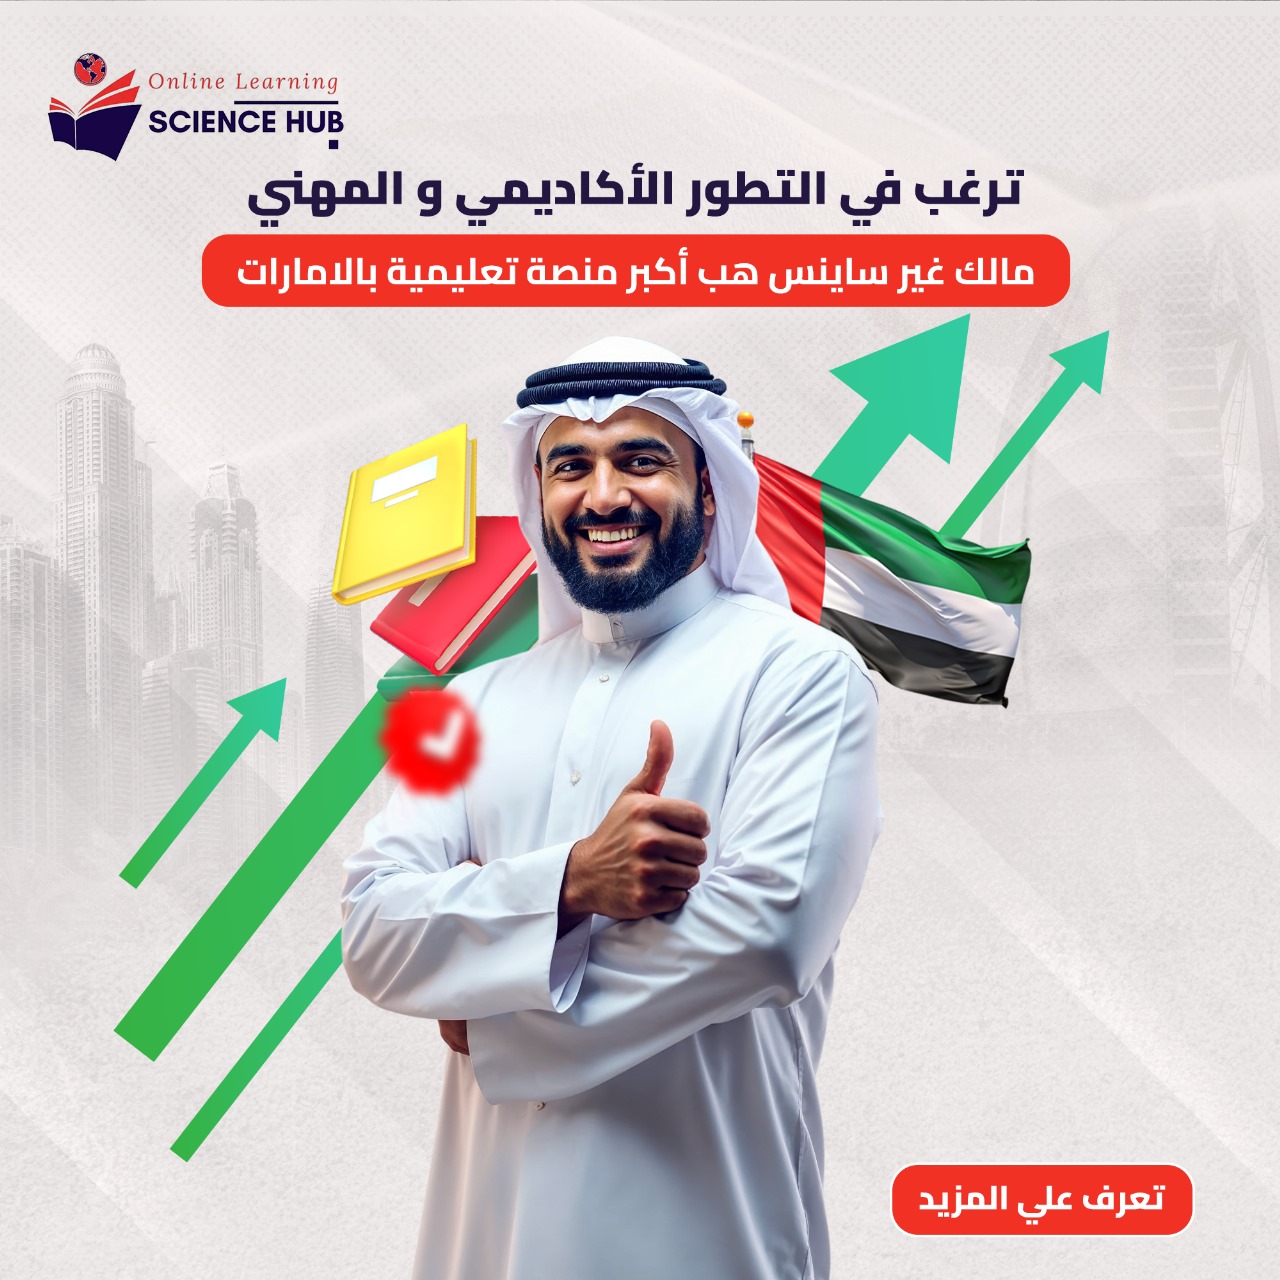 Online Learning
SCIENCE HUB
ترغب في التطور الأكاديمي و المهني
مالك غير ساينس هب أكبر منصة تعليمية بالامارات
تعرف علي المزيد